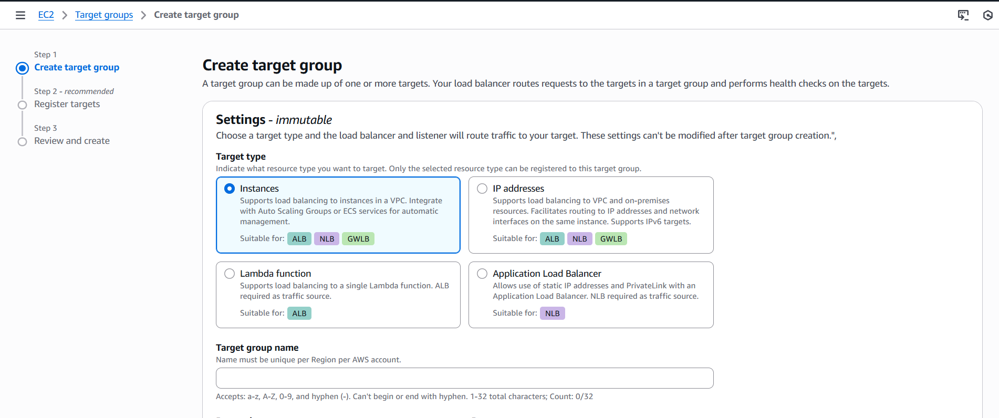 EC2 > Target groups > Create target group
Step 1
Create target group
Step 2 - recommended
Register targets
Step 3
Review and create
Create target group
A target group can be made up of one or more targets. Your load balancer routes requests to the targets in a target group and performs health checks on the targets.
Settings - immutable
Choose a target type and the load balancer and listener will route traffic to your target. These settings can't be modified after target group creation.",
Target type
Indicate what resource type you want to target. Only the selected resource type can be registered to this target group.
Instances
Supports load balancing to instances in a VPC. Integrate
with Auto Scaling Groups or ECS services for automatic
management.
Suitable for: ALB NLB GWLB
IP addresses
Supports load balancing to VPC and on-premises
resources. Facilitates routing to IP addresses and network
interfaces on the same instance. Supports IPv6 targets.
Suitable for: ALB NLB GWLB
Lambda function
Supports load balancing to a single Lambda function. ALB
required as traffic source.
Suitable for: ALB
Application Load Balancer
Allows use of static IP addresses and PrivateLink with an
Application Load Balancer. NLB required as traffic source.
Suitable for: NLB
Target group name
Name must be unique per Region per AWS account.
Accepts: a-z, A-Z, 0-9, and hyphen (-). Can't begin or end with hyphen. 1-32 total characters; Count: 0/32